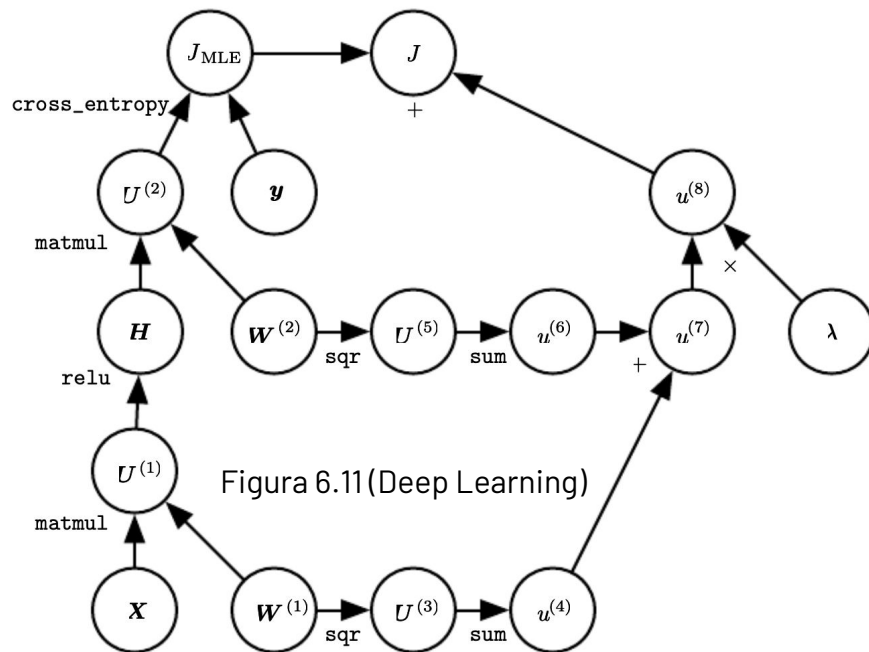 J_MLE J
cross_entropy +
U^(2) y u^(8)
matmul ×
H W^(2) U^(5) u^(6) u^(7) λ
relu sqr sum +
U^(1) Figura 6.11 (Deep Learning)
matmul
X W^(1) U^(3) u^(4)
sqr sum